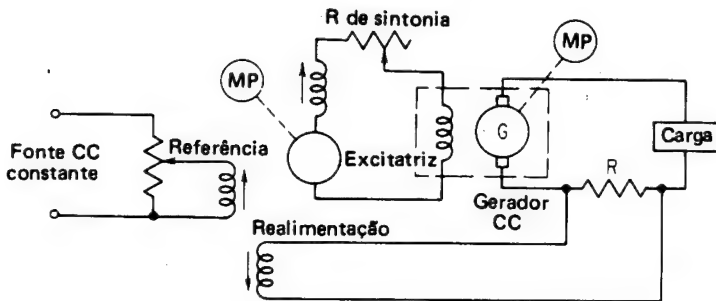 R de sintonia
MP
MP
G
Carga
Fonte CC
constante
Referência
Excitatriz
R
Gerador
CC
Realimentação